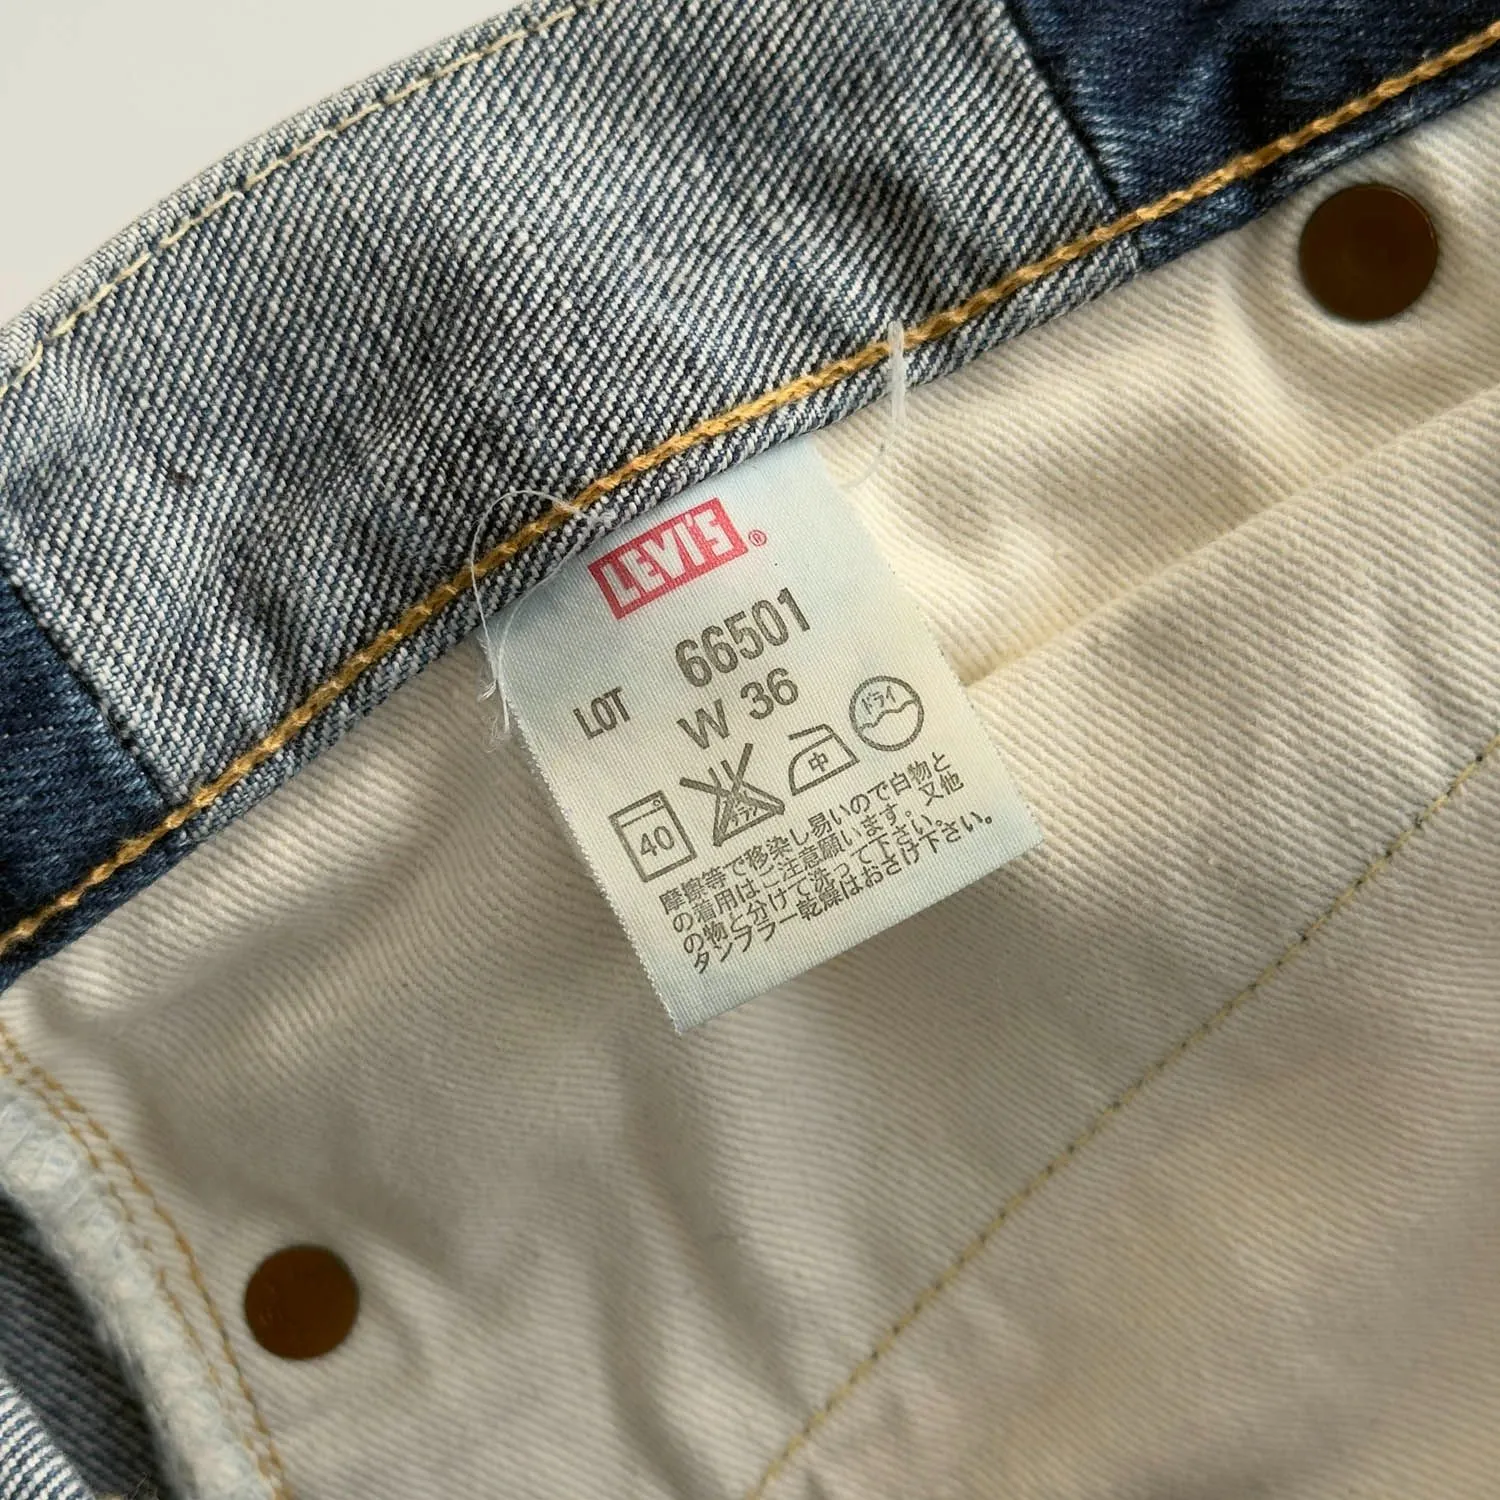 LEVI'S®
LOT 66501
W 36
40 中 ドライ
摩擦等で移染し易いので白物と
の着用はご注意願います。又他
の物と分けて洗って下さい。
タンブラー乾燥はおさけ下さい。